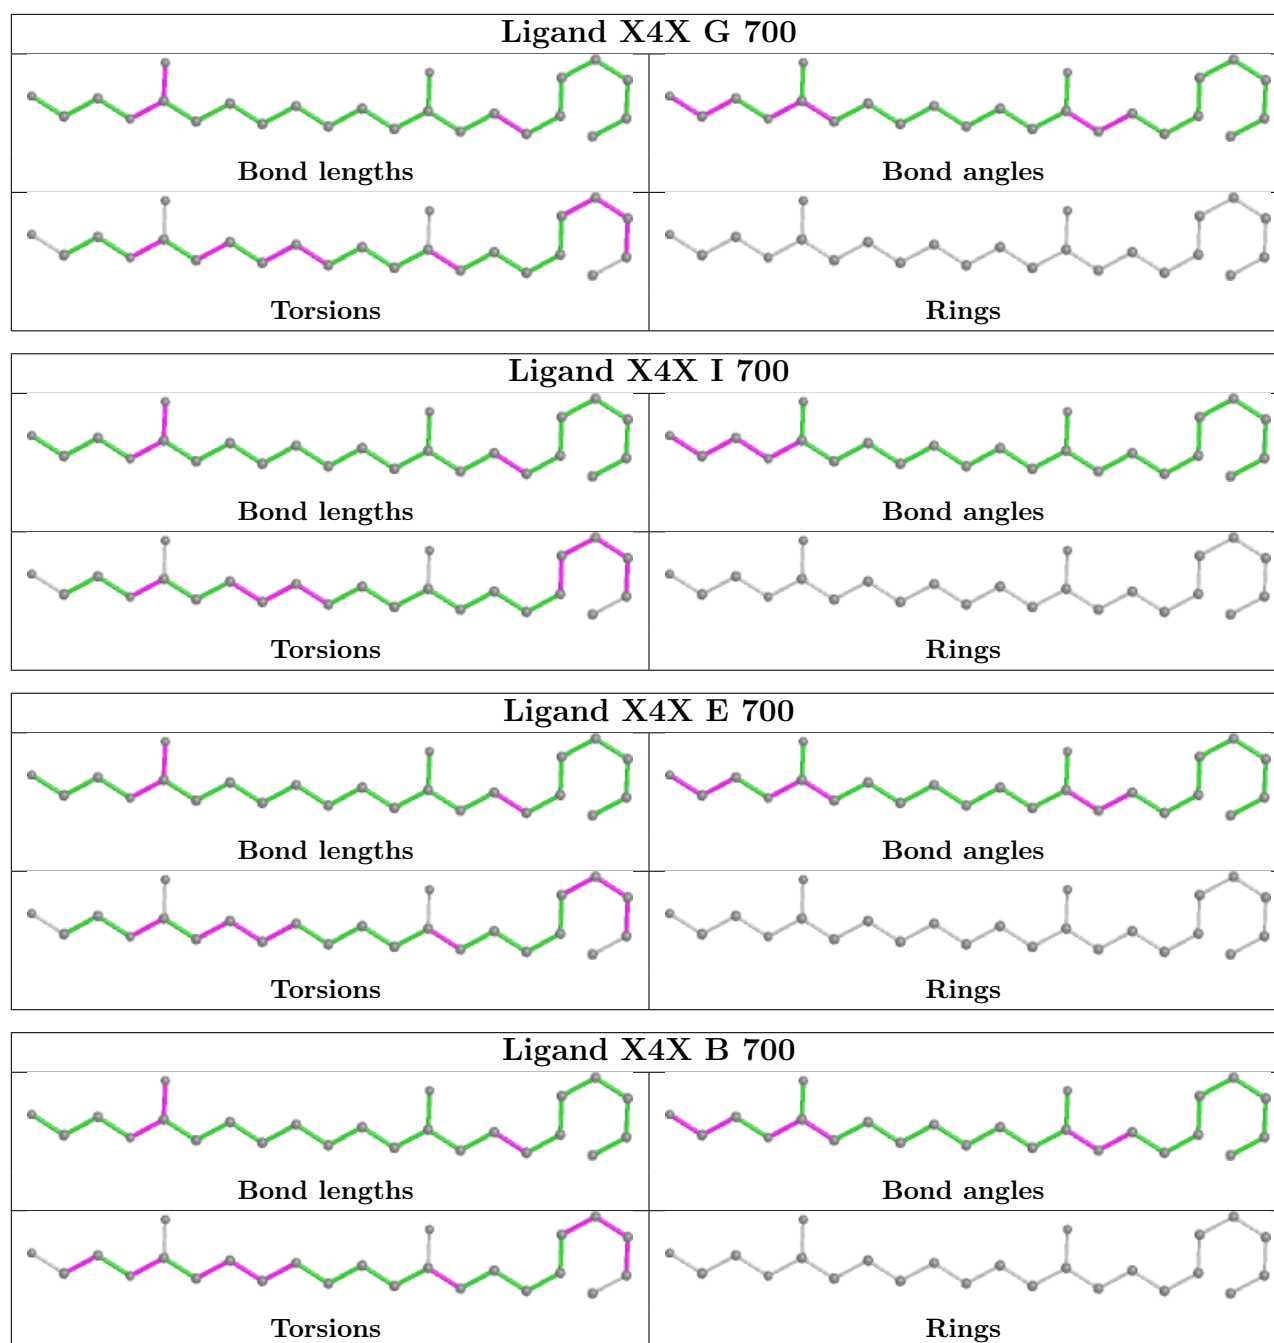 Ligand X4X G 700
Bond lengths Bond angles
Torsions Rings
Ligand X4X I 700
Bond lengths Bond angles
Torsions Rings
Ligand X4X E 700
Bond lengths Bond angles
Torsions Rings
Ligand X4X B 700
Bond lengths Bond angles
Torsions Rings